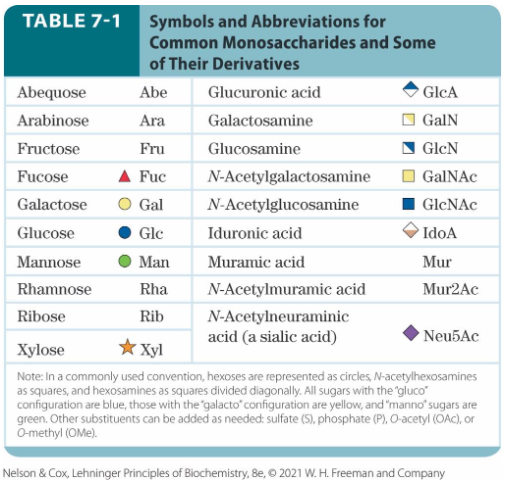 TABLE 7-1
Symbols and Abbreviations for
Common Monosaccharides and Some
of Their Derivatives
Abequose Abe Glucuronic acid GlcA
Arabinose Ara Galactosamine GalN
Fructose Fru Glucosamine GlcN
Fucose Fuc N-Acetylgalactosamine GalNAc
Galactose Gal N-Acetylglucosamine GlcNAc
Glucose Glc Iduronic acid IdoA
Mannose Man Muramic acid Mur
Rhamnose Rha N-Acetylmuramic acid Mur2Ac
Ribose Rib N-Acetylneuraminic
acid (a sialic acid) Neu5Ac
Xylose Xyl
Note: In a commonly used convention, hexoses are represented as circles, N-acetylhexosamines
as squares, and hexosamines as squares divided diagonally. All sugars with the “gluco”
configuration are blue, those with the “galacto” configuration are yellow, and “manno” sugars are
green. Other substituents can be added as needed: sulfate (S), phosphate (P), O-acetyl (OAc), or
O-methyl (OMe).
Nelson & Cox, Lehninger Principles of Biochemistry, 8e, © 2021 W. H. Freeman and Company